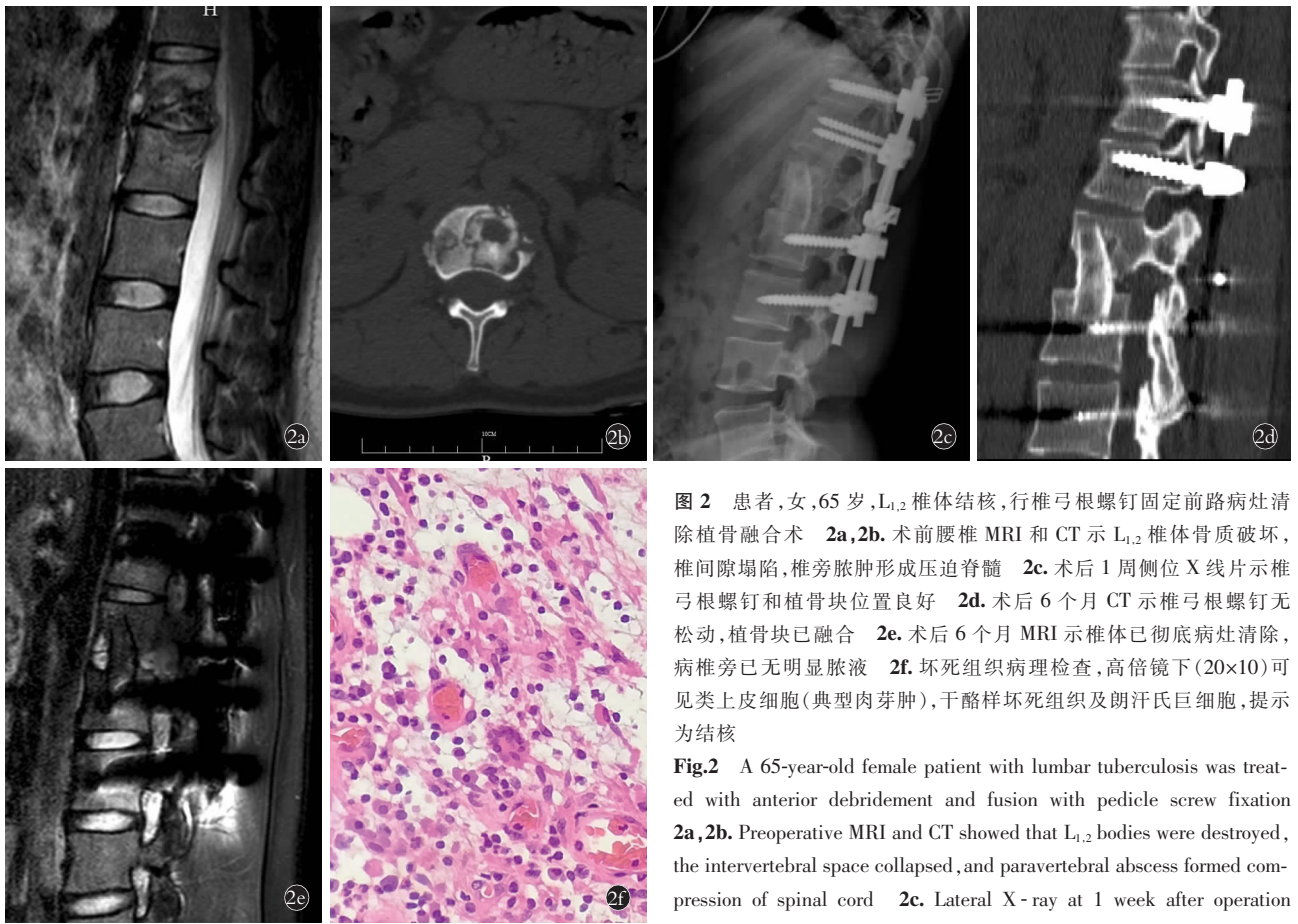 H
2a
10CM
2b
2c
2d
2e
2f
图 2 患者,女,65 岁,L1,2 椎体结核,行椎弓根螺钉固定前路病灶清
除植骨融合术 2a,2b. 术前腰椎 MRI 和 CT 示 L1,2 椎体骨质破坏,
椎间隙塌陷,椎旁脓肿形成压迫脊髓 2c. 术后 1 周侧位 X 线片示椎
弓根螺钉和植骨块位置良好 2d. 术后 6 个月 CT 示椎弓根螺钉无
松动,植骨块已融合 2e. 术后 6 个月 MRI 示椎体已彻底病灶清除,
病椎旁已无明显脓液 2f. 坏死组织病理检查,高倍镜下(20×10)可
见类上皮细胞(典型肉芽肿),干酪样坏死组织及朗汗氏巨细胞,提示
为结核
Fig.2 A 65-year-old female patient with lumbar tuberculosis was treat-
ed with anterior debridement and fusion with pedicle screw fixation
2a,2b. Preoperative MRI and CT showed that L1,2 bodies were destroyed,
the intervertebral space collapsed,and paravertebral abscess formed com-
pression of spinal cord 2c. Lateral X-ray at 1 week after operation